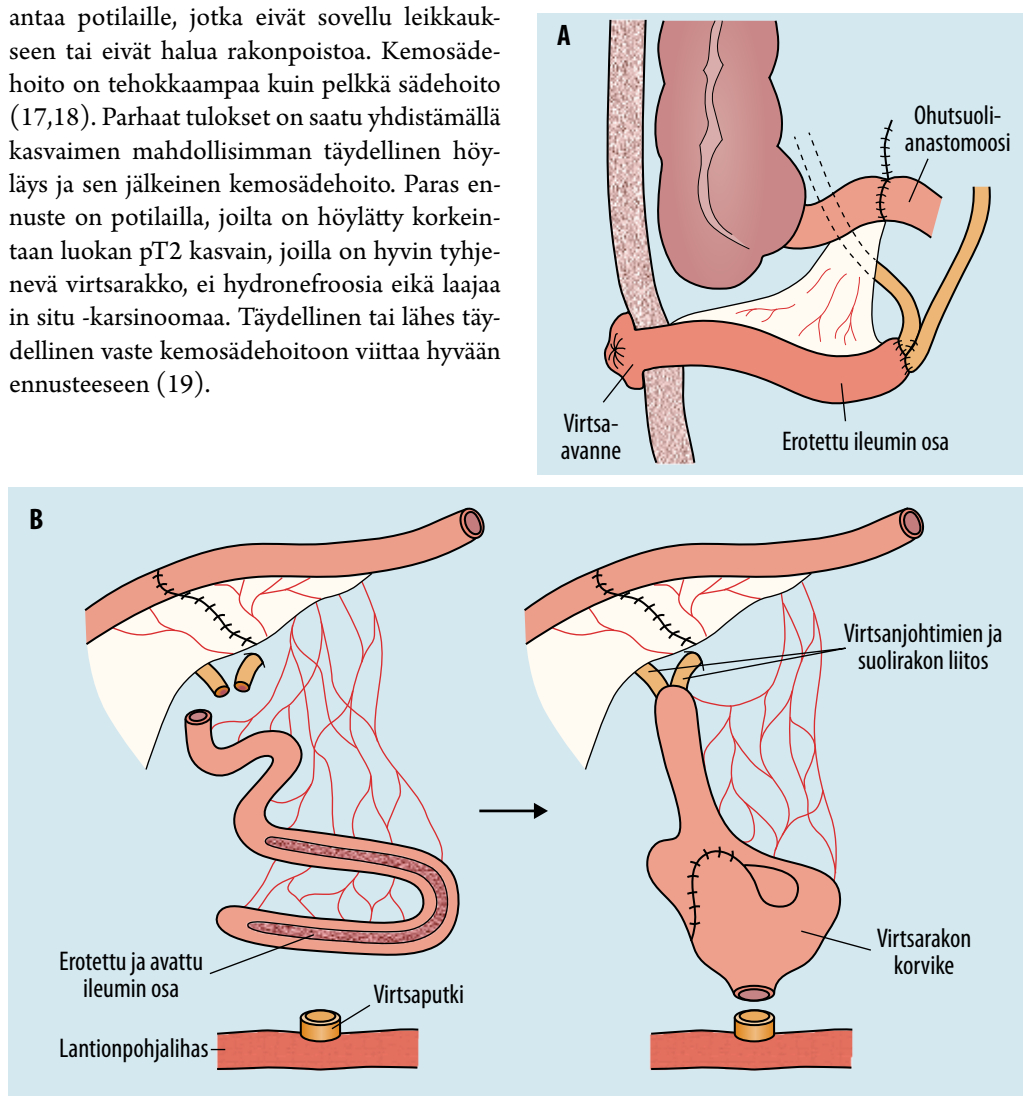 antaa potilaille, jotka eivät sovellu leikkauk-
seen tai eivät halua rakonpoistoa. Kemosäde-
hoito on tehokkaampaa kuin pelkkä sädehoito
(17,18). Parhaat tulokset on saatu yhdistämällä
kasvaimen mahdollisimman täydellinen höy-
läys ja sen jälkeinen kemosädehoito. Paras en-
nuste on potilailla, joilta on höylätty korkein-
taan luokan pT2 kasvain, joilla on hyvin tyhje-
nevä virtsarakko, ei hydronefroosia eikä laajaa
in situ -karsinoomaa. Täydellinen tai lähes täy-
dellinen vaste kemosädehoitoon viittaa hyvään
ennusteeseen (19).
A
Ohutsuoli-
anastomoosi
Virtsa-
avanne
Erotettu ileumin osa
B
Virtsanjohtimien ja
suolirakon liitos
Erotettu ja avattu
ileumin osa
Virtsaputki
Lantionpohjalihas
Virtsarakon
korvike